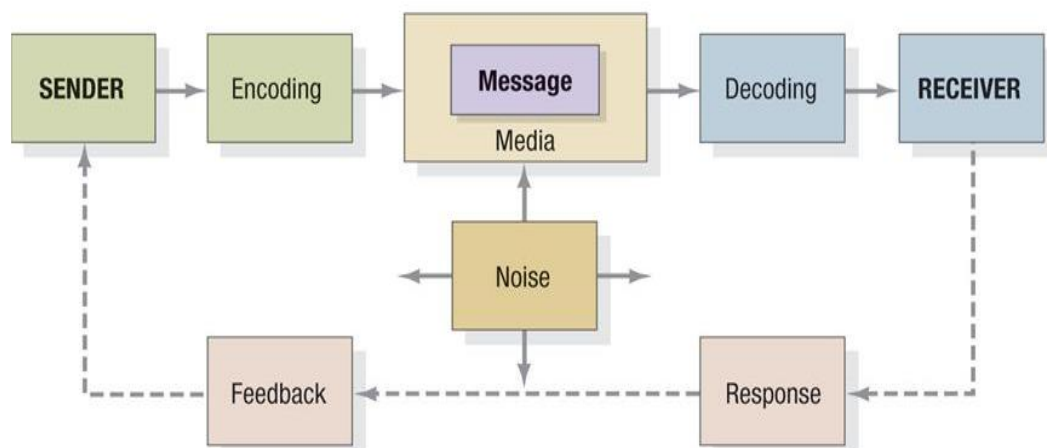 SENDER
Encoding
Message
Media
Decoding
RECEIVER
Noise
Feedback
Response